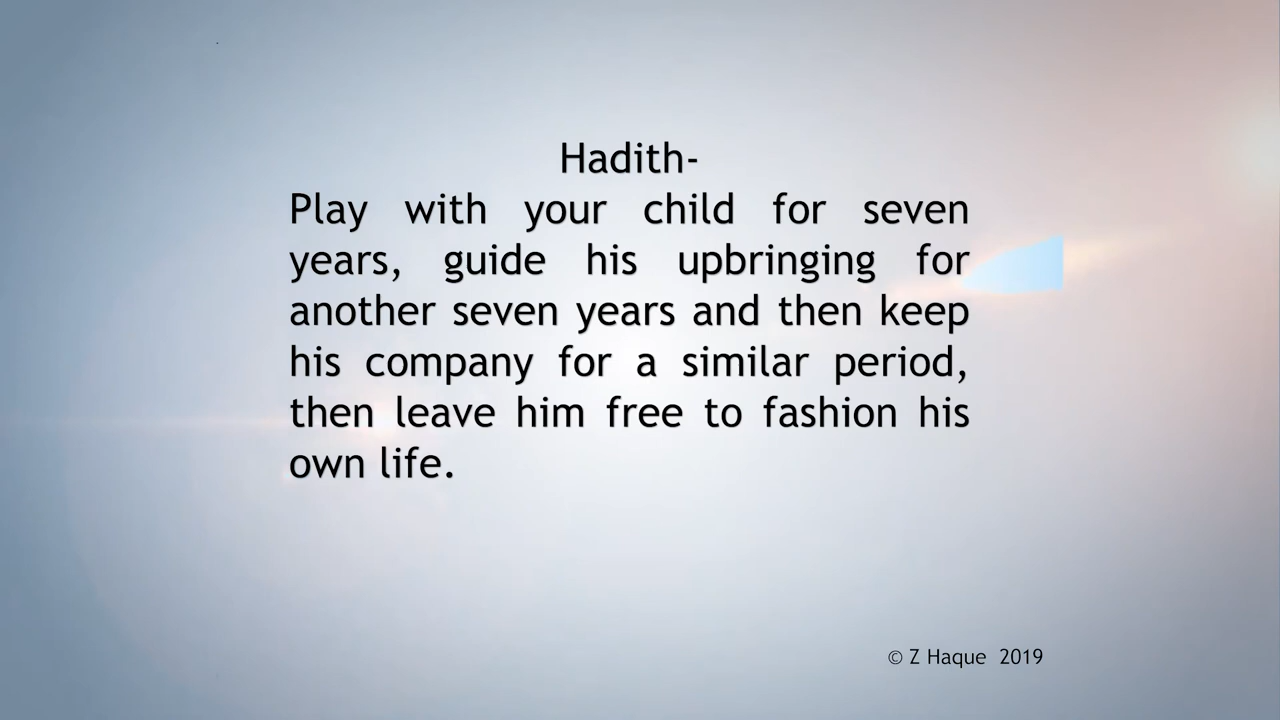 Hadith-
Play with your child for seven
years, guide his upbringing for
another seven years and then keep
his company for a similar period,
then leave him free to fashion his
own life.
© Z Haque 2019